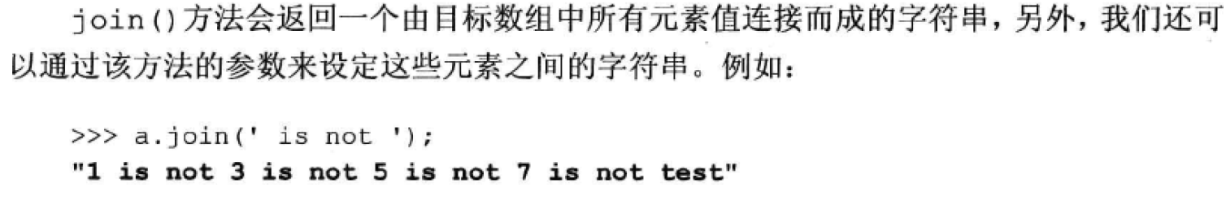 join()方法会返回一个由目标数组中所有元素值连接而成的字符串，另外，我们还可
以通过该方法的参数来设定这些元素之间的字符串。例如：
>>> a.join(' is not ');
"1 is not 3 is not 5 is not 7 is not test"